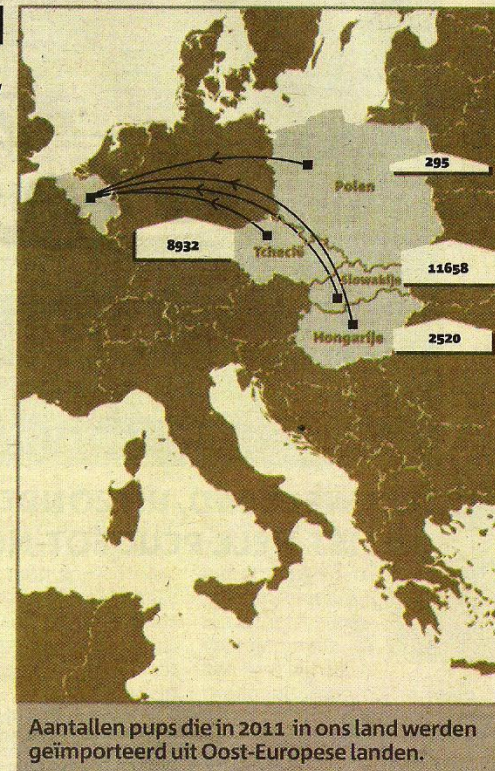 295
Polen
8932
Tchecië
11658
Slowakije
Hongarije
2520
Aantallen pups die in 2011 in ons land werden
geïmporteerd uit Oost-Europese landen.